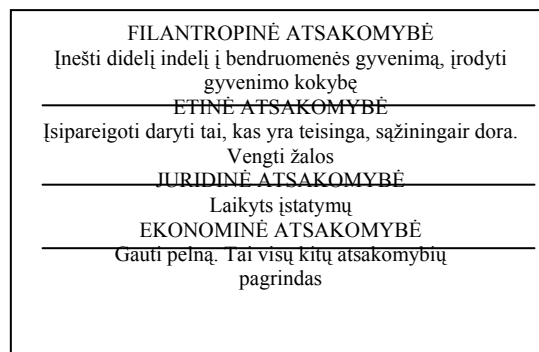 FILANTROPINĖ ATSAKOMYBĖ
Įnešti didelį indelį į bendruomenės gyvenimą, įrodyti
gyvenimo kokybę
ETINĖ ATSAKOMYBĖ
Įsipareigoti daryti tai, kas yra teisinga, sąžiningair dora.
Vengti žalos
JURIDINĖ ATSAKOMYBĖ
Laikyts įstatymų
EKONOMINĖ ATSAKOMYBĖ
Gauti pelną. Tai visų kitų atsakomybių
pagrindas